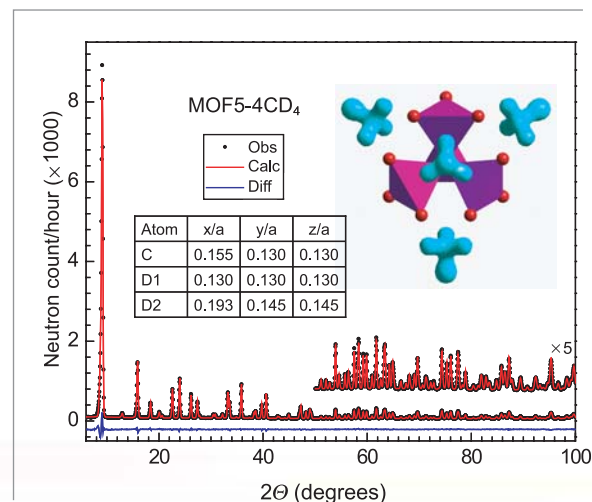 MOF5-4CD₄
Obs
Calc
Diff
Atom x/a y/a z/a
C 0.155 0.130 0.130
D1 0.130 0.130 0.130
D2 0.193 0.145 0.145
×5
Neutron count/hour (×1000)
8
6
4
2
0
20 40 60 80 100
2Θ (degrees)